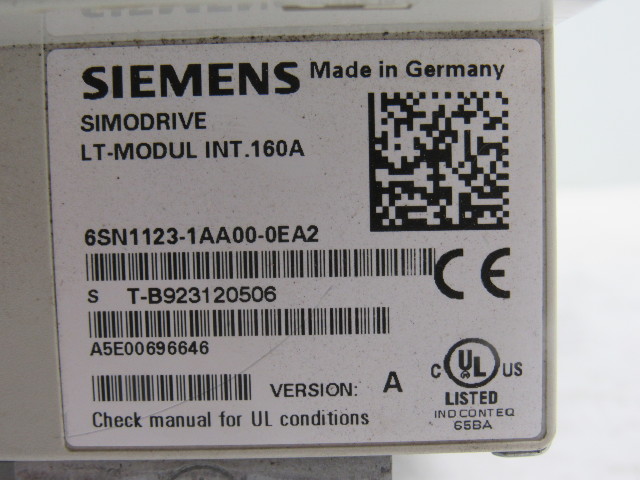 SIEMENS Made in Germany
SIMODRIVE
LT-MODUL INT.160A
6SN1123-1AA00-0EA2
CE
S T-B923120506
A5E00696646
VERSION: A
C UL US
LISTED
IND CONT EQ
65BA
Check manual for UL conditions